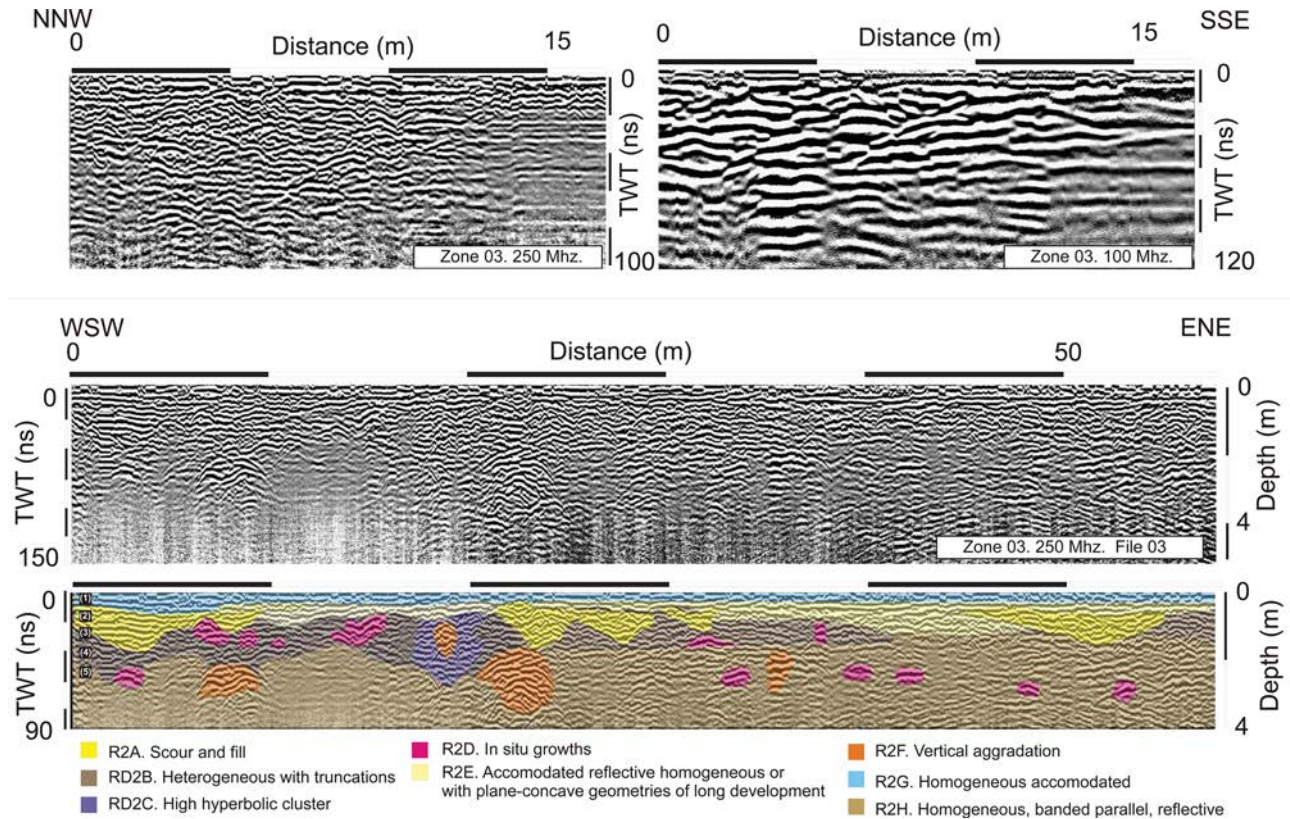 NNW
SSE
0 Distance (m) 15
0 Distance (m) 15
0
TWT (ns)
100
Zone 03. 250 Mhz.
0
TWT (ns)
120
Zone 03. 100 Mhz.
WSW
ENE
0 Distance (m) 50
0
TWT (ns)
150
0
Depth (m)
4
Zone 03. 250 Mhz. File 03
0
TWT (ns)
90
(1)
(2)
(3)
(4)
(5)
0
Depth (m)
4
R2A. Scour and fill
RD2B. Heterogeneous with truncations
RD2C. High hyperbolic cluster
R2D. In situ growths
R2E. Accomodated reflective homogeneous or
with plane-concave geometries of long development
R2F. Vertical aggradation
R2G. Homogeneous accomodated
R2H. Homogeneous, banded parallel, reflective